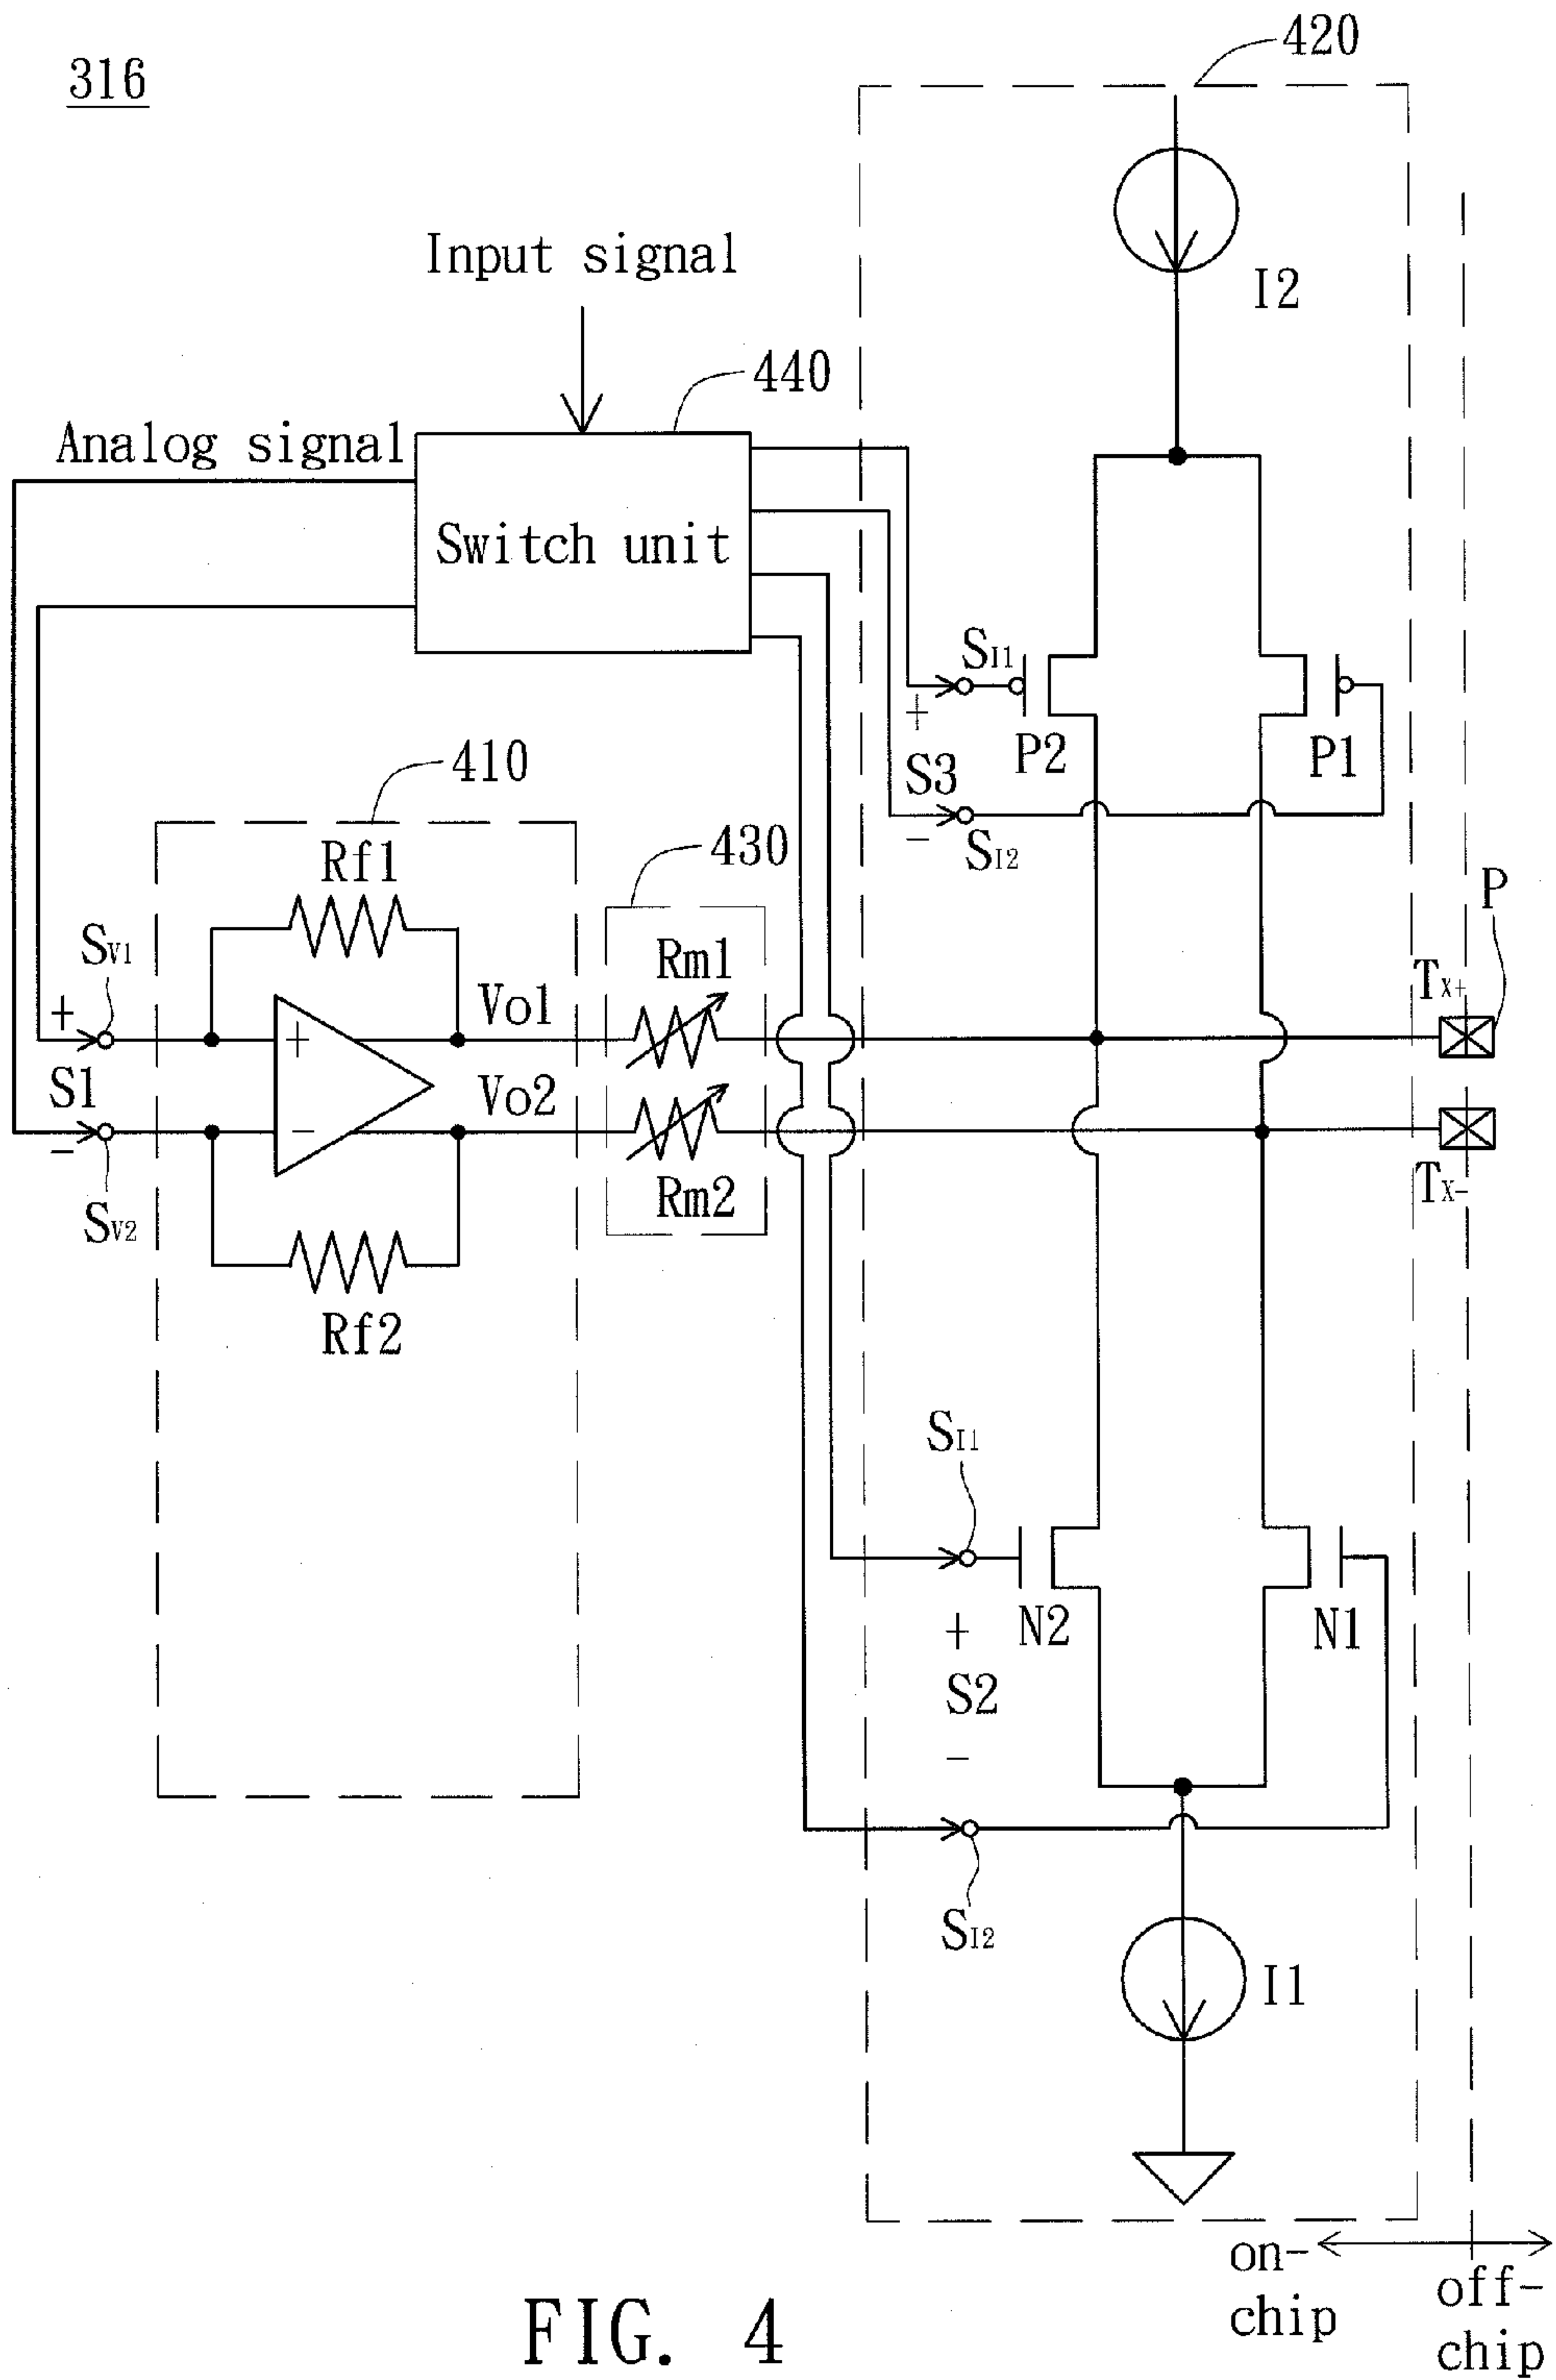 316
420
I2
Input signal
440
Analog signal
Switch unit
SI1
+
P2
P1
S3
-
SI2
410
430
P
Rf1
Rm1
Tx+
SV1
+
+
Vo1
S1
Vo2
-
-
SV2
Rm2
Tx-
Rf2
SI1
N2
N1
+
S2
-
SI2
I1
on-
chip
off-
chip
FIG. 4